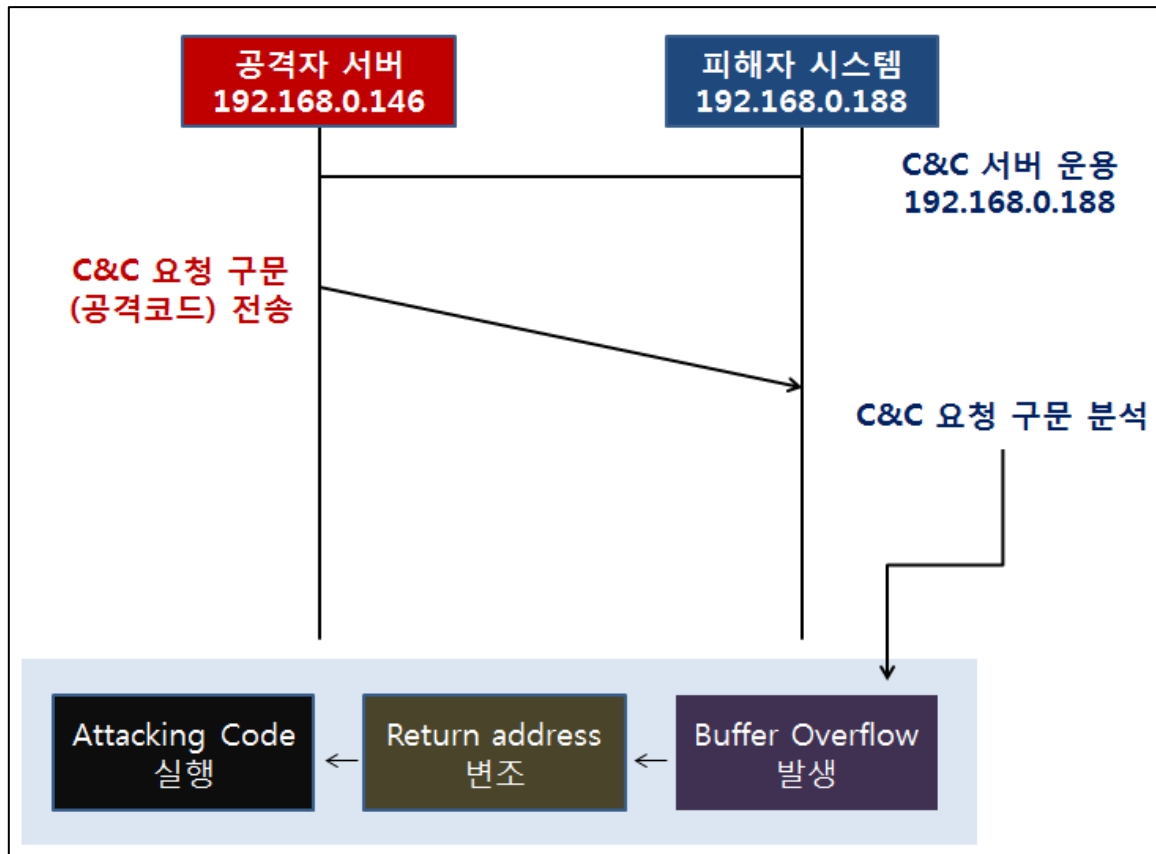 공격자 서버
192.168.0.146
피해자 시스템
192.168.0.188
C&C 서버 운용
192.168.0.188
C&C 요청 구문
(공격코드) 전송
C&C 요청 구문 분석
Attacking Code
실행
Return address
변조
Buffer Overflow
발생